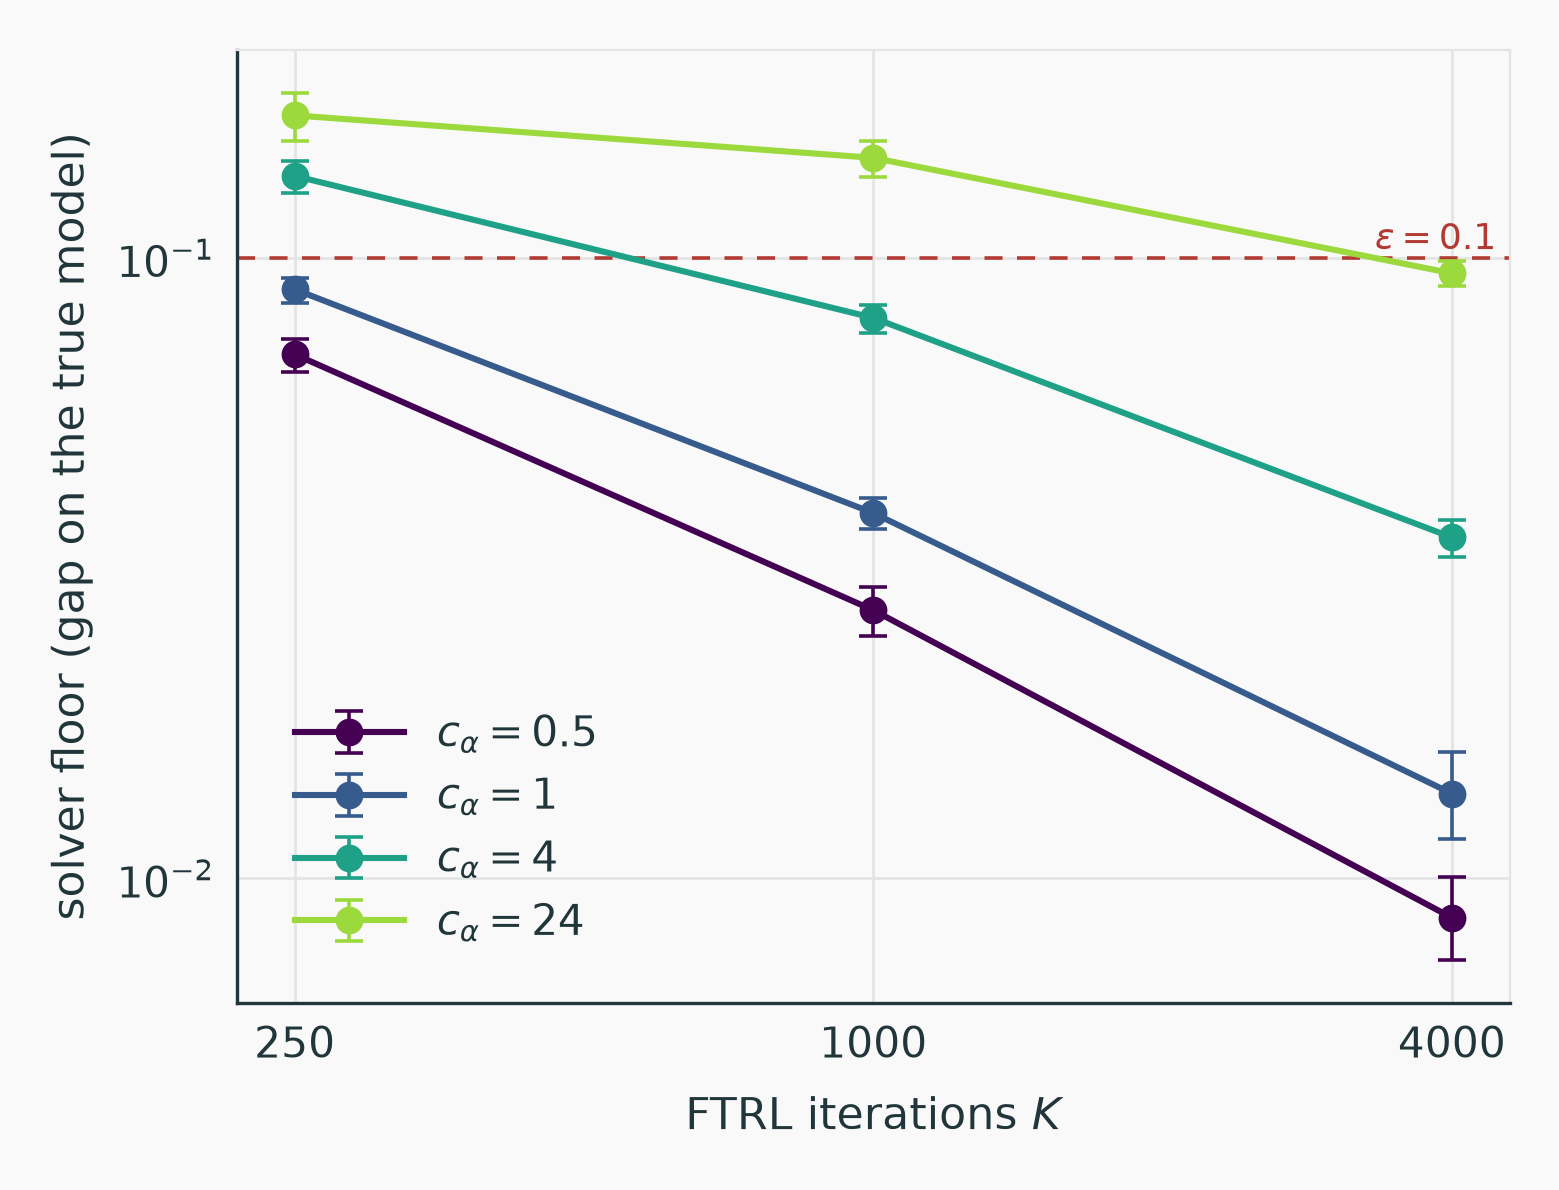 solver floor (gap on the true model)
10⁻¹
10⁻²
ε = 0.1
c_α = 0.5
c_α = 1
c_α = 4
c_α = 24
250 1000 4000
FTRL iterations K